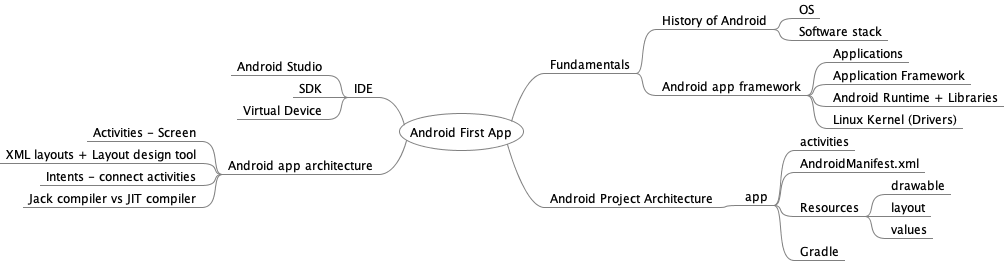 Android First App
Fundamentals
History of Android
OS
Software stack
Android app framework
Applications
Application Framework
Android Runtime + Libraries
Linux Kernel (Drivers)
Android Project Architecture
app
activities
AndroidManifest.xml
Resources
drawable
layout
values
Gradle
IDE
Android Studio
SDK
Virtual Device
Android app architecture
Activities – Screen
XML layouts + Layout design tool
Intents – connect activities
Jack compiler vs JIT compiler